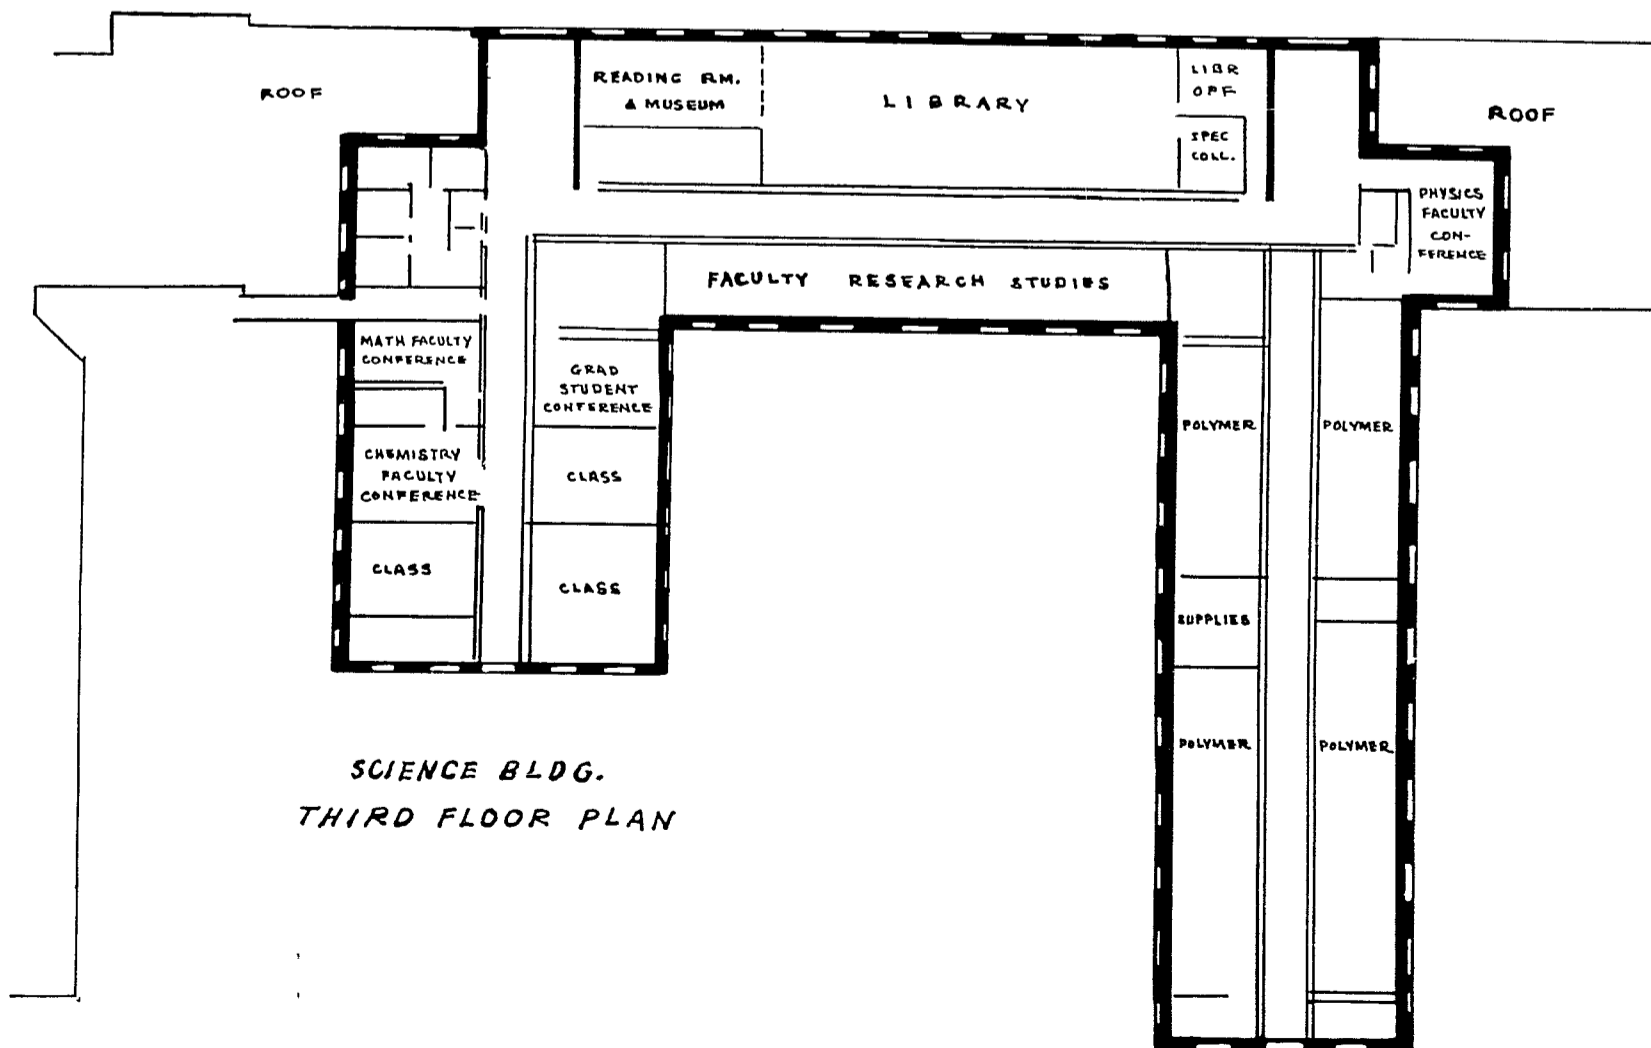 ROOF
READING RM.
& MUSEUM
LIBRARY
LIBR
OFF
SPEC
COLL.
ROOF
PHYSICS
FACULTY
CON-
FERENCE
FACULTY RESEARCH STUDIES
MATH FACULTY
CONFERENCE
GRAD
STUDENT
CONFERENCE
CHEMISTRY
FACULTY
CONFERENCE
CLASS
CLASS
CLASS
POLYMER
POLYMER
SUPPLIES
POLYMER
POLYMER
SCIENCE BLDG.
THIRD FLOOR PLAN